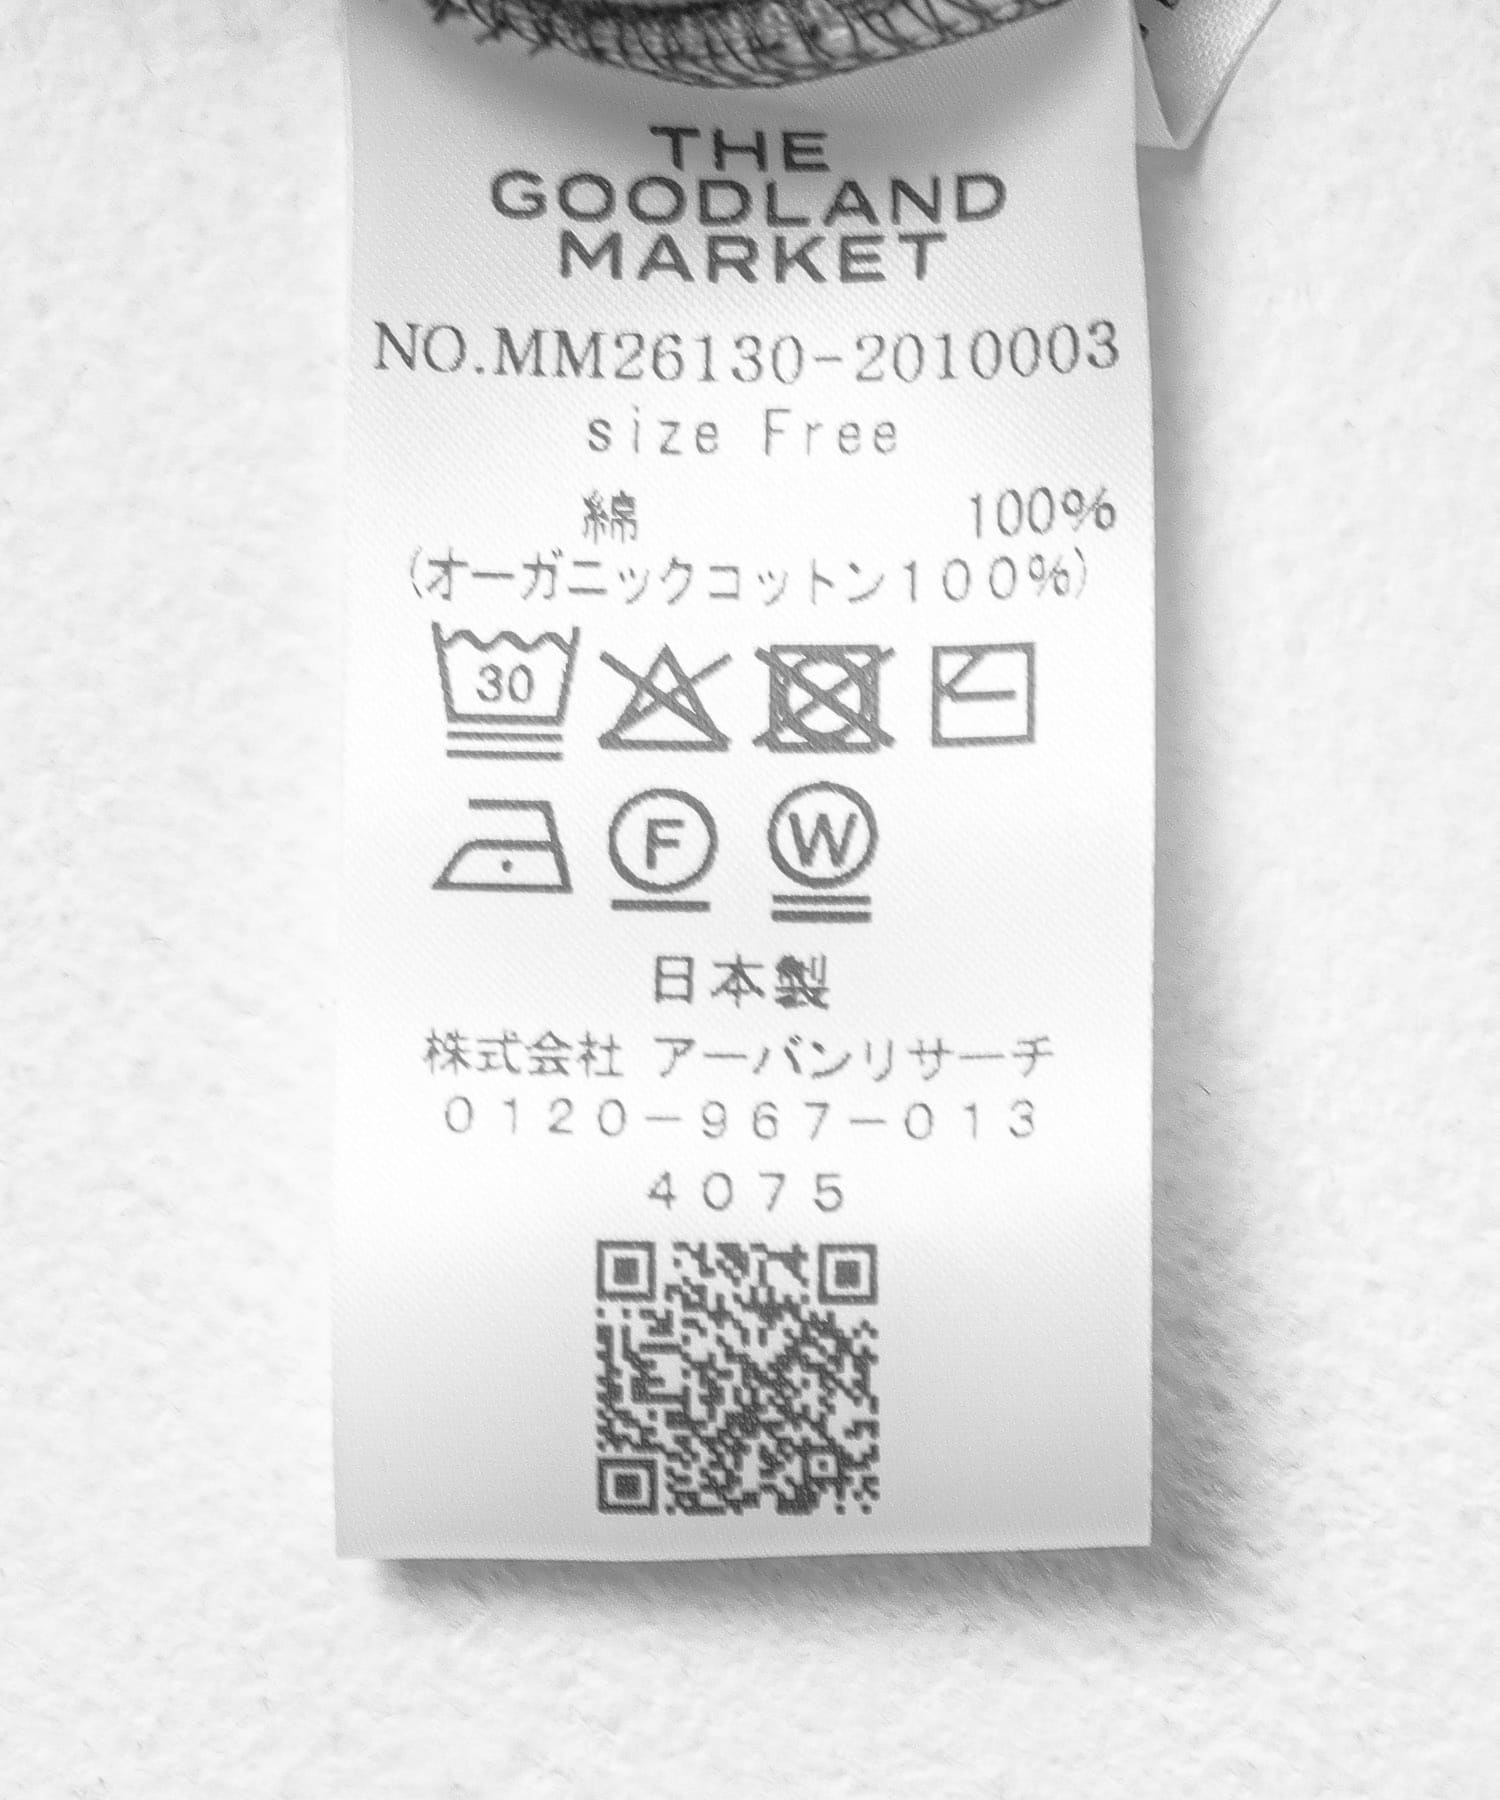 THE
GOODLAND
MARKET
NO.MM26130-2010003
size Free
綿 100%
(オーガニックコットン100%)
30
F W
日本製
株式会社 アーバンリサーチ
0120-967-013
4075